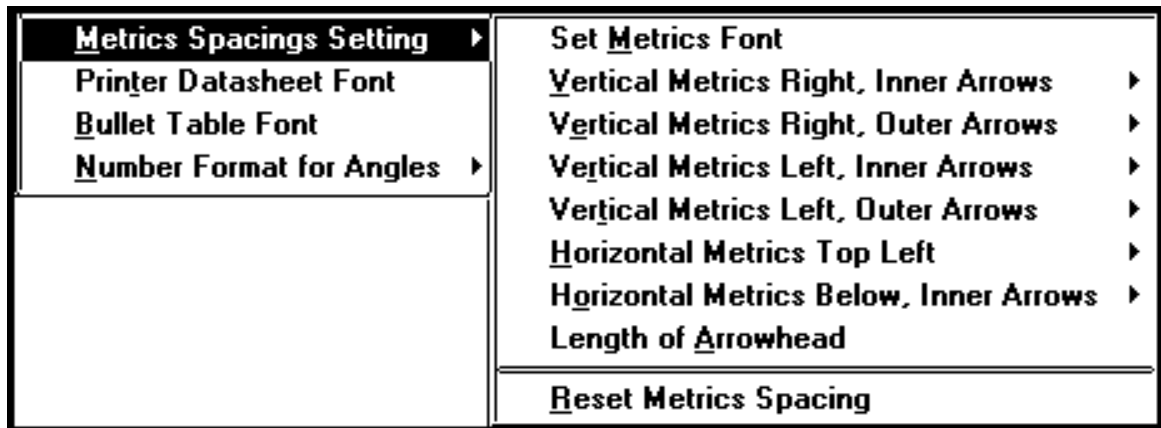 Metrics Spacings Setting
Printer Datasheet Font
Bullet Table Font
Number Format for Angles
Set Metrics Font
Vertical Metrics Right, Inner Arrows
Vertical Metrics Right, Outer Arrows
Vertical Metrics Left, Inner Arrows
Vertical Metrics Left, Outer Arrows
Horizontal Metrics Top Left
Horizontal Metrics Below, Inner Arrows
Length of Arrowhead
Reset Metrics Spacing